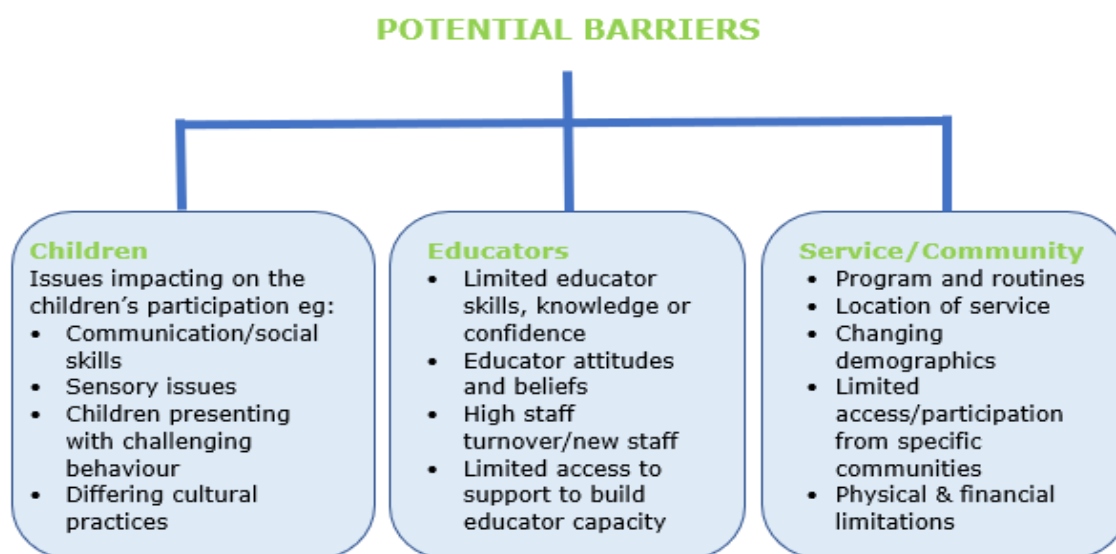 POTENTIAL BARRIERS
Children
Issues impacting on the
children's participation eg:
• Communication/social
skills
• Sensory issues
• Children presenting
with challenging
behaviour
• Differing cultural
practices
Educators
• Limited educator
skills, knowledge or
confidence
• Educator attitudes
and beliefs
• High staff
turnover/new staff
• Limited access to
support to build
educator capacity
Service/Community
• Program and routines
• Location of service
• Changing
demographics
• Limited
access/participation
from specific
communities
• Physical & financial
limitations